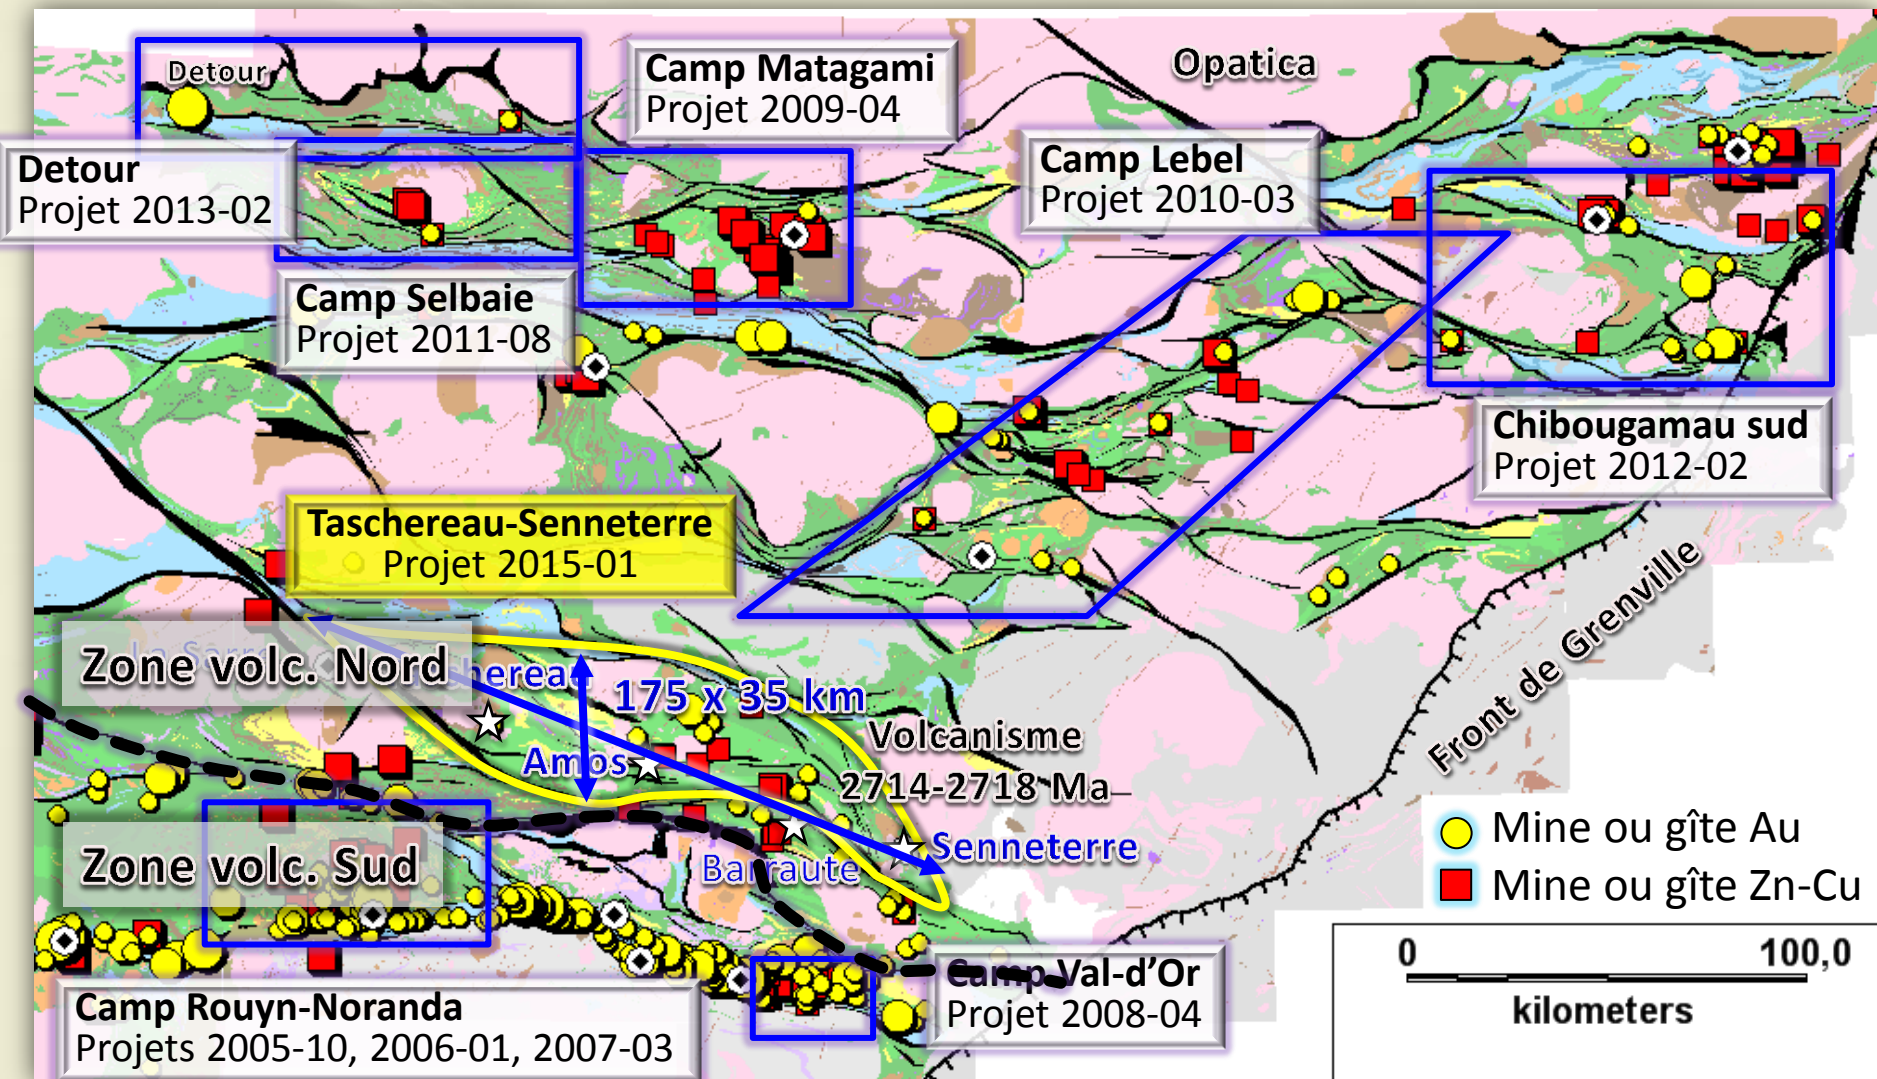 Detour
Camp Matagami
Projet 2009-04
Opatica
Detour
Projet 2013-02
Camp Lebel
Projet 2010-03
Camp Selbaie
Projet 2011-08
Chibougamau sud
Projet 2012-02
Taschereau-Senneterre
Projet 2015-01
Front de Grenville
Zone volc. Nord
175 x 35 km
Volcanisme
2714-2718 Ma
Amos
Senneterre
Barraute
Zone volc. Sud
Mine ou gîte Au
Mine ou gîte Zn-Cu
0 100,0
kilometers
Camp Val-d’Or
Projet 2008-04
Camp Rouyn-Noranda
Projets 2005-10, 2006-01, 2007-03